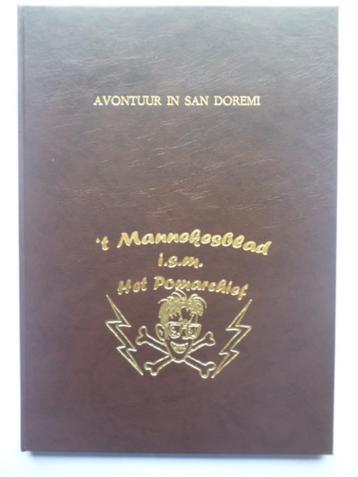 AVONTUUR IN SAN DOREMI
't Mannekesblad
i.s.m.
Het Pomarchief